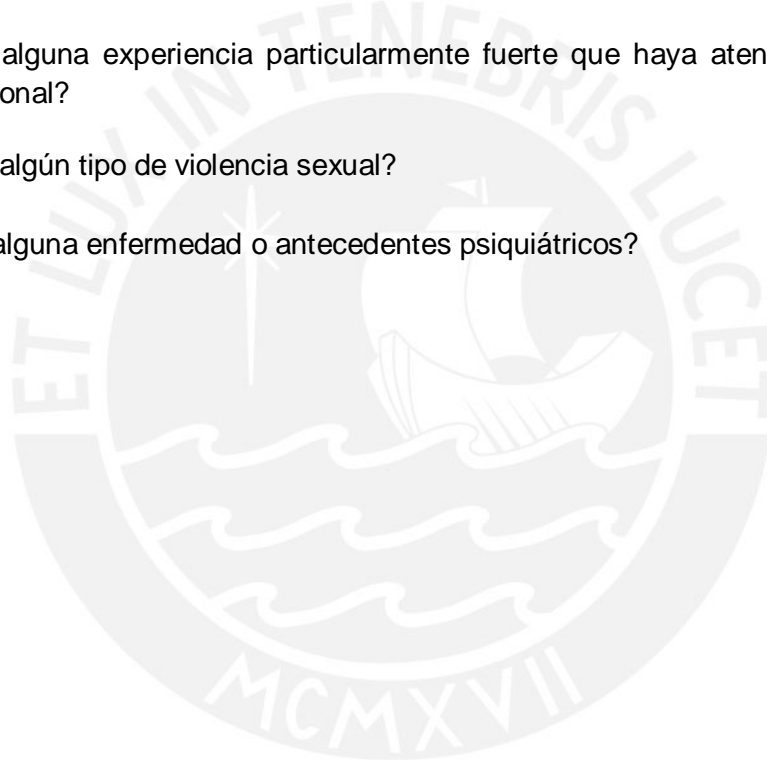 alguna experiencia particularmente fuerte que haya aten
onal?
algún tipo de violencia sexual?
alguna enfermedad o antecedentes psiquiátricos?
ET LUX IN TENEBRIS LUCET
MCMXVII